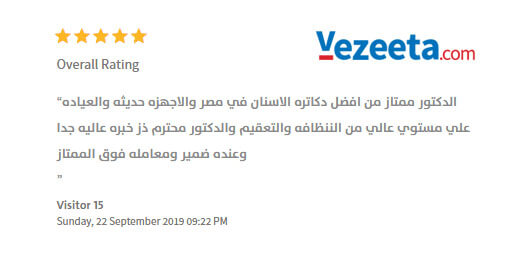 Vezeeta.com
Overall Rating
“الدكتور ممتاز من افضل دكاتره الاسنان في مصر والاجهزه حديثه والعياده
علي مستوي عالي من الننظافه والتعقيم والدكتور محترم ذز خبره عاليه جدا
وعنده ضمير ومعامله فوق الممتاز
”
Visitor 15
Sunday, 22 September 2019 09:22 PM